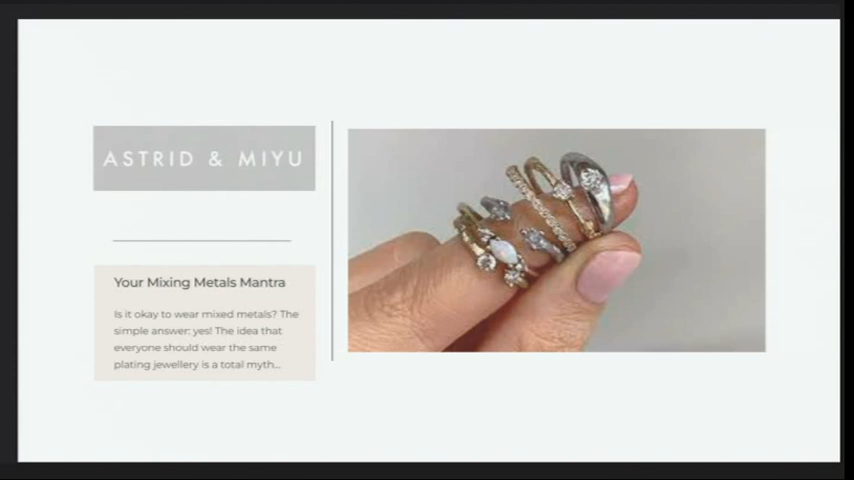 ASTRID & MIYU
Your Mixing Metals Mantra
Is it okay to wear mixed metals? The
simple answer: yes! The idea that
everyone should wear the same
plating jewellery is a total myth...